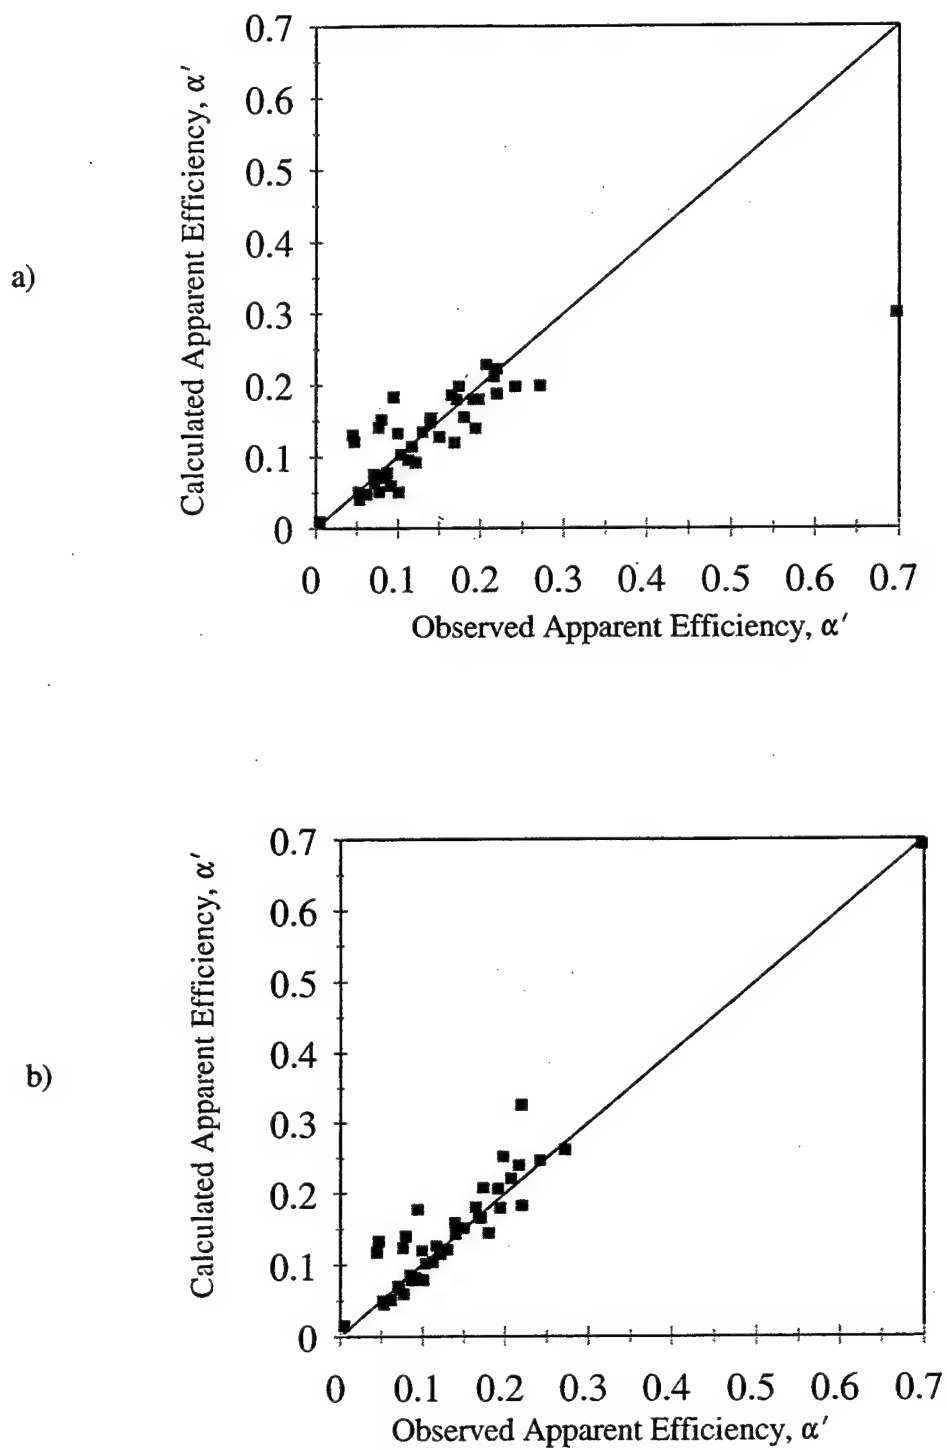 a)
Calculated Apparent Efficiency, α′
0.7
0.6
0.5
0.4
0.3
0.2
0.1
0
0 0.1 0.2 0.3 0.4 0.5 0.6 0.7
Observed Apparent Efficiency, α′
b)
Calculated Apparent Efficiency, α′
0.7
0.6
0.5
0.4
0.3
0.2
0.1
0
0 0.1 0.2 0.3 0.4 0.5 0.6 0.7
Observed Apparent Efficiency, α′